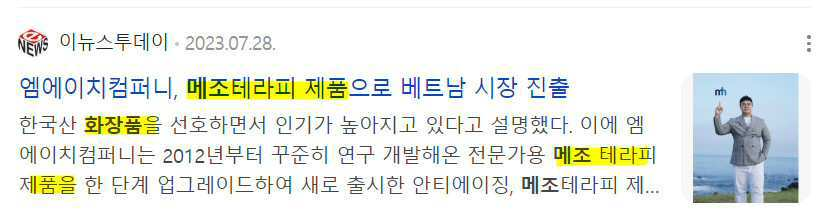 NEWS
이뉴스투데이 · 2023.07.28.
엠에이치컴퍼니, 메조테라피 제품으로 베트남 시장 진출
한국산 화장품을 선호하면서 인기가 높아지고 있다고 설명했다. 이에 엠
에이치컴퍼니는 2012년부터 꾸준히 연구 개발해온 전문가용 메조 테라피
제품을 한 단계 업그레이드하여 새로 출시한 안티에이징, 메조테라피 제...
mh